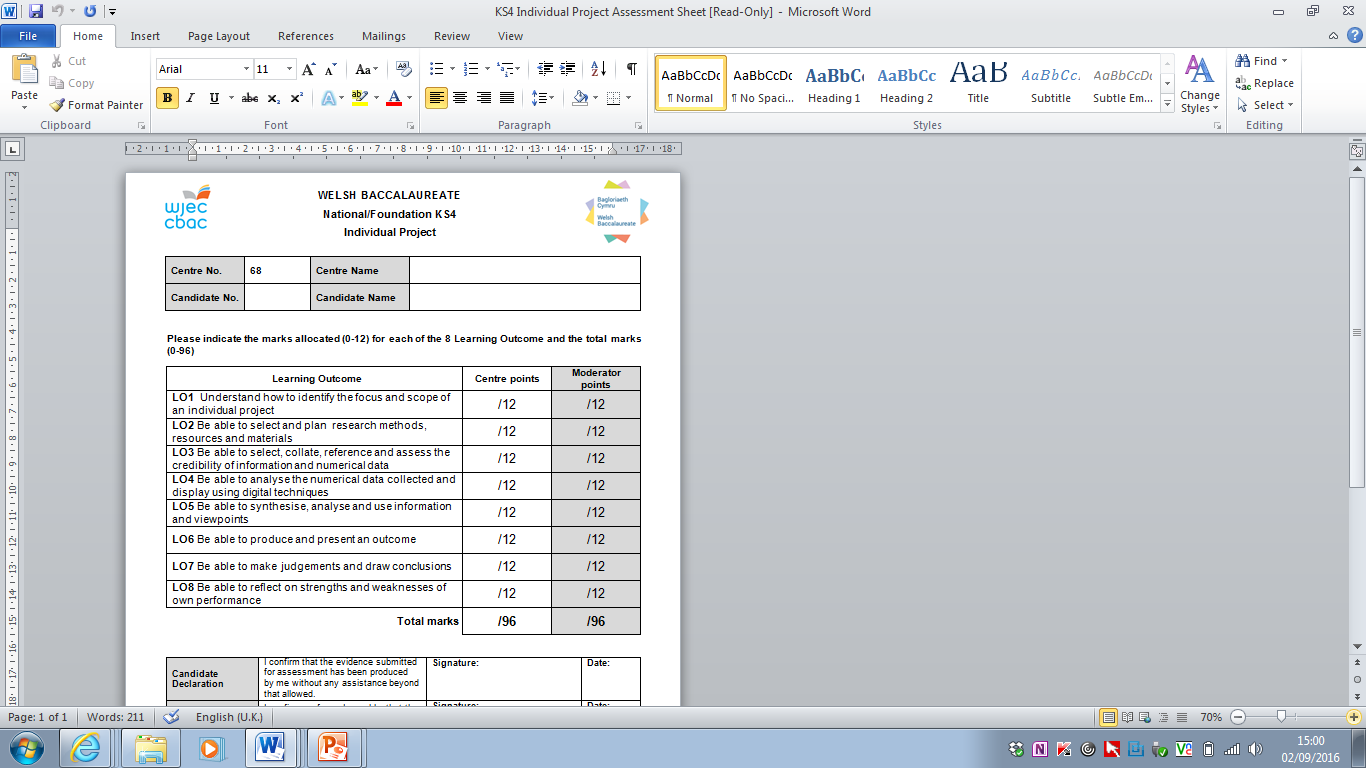 KS4 Individual Project Assessment Sheet [Read-Only] - Microsoft Word
File Home Insert Page Layout References Mailings Review View
Paste
Cut
Copy
Format Painter
Clipboard
Arial 11
Font
Paragraph
AaBbCcDc AaBbCcDc AaBbC AaBbCc AaB AaBbCc. AaBbCcDc
¶ Normal ¶ No Spaci... Heading 1 Heading 2 Title Subtitle Subtle Em...
Styles
Change Styles
Find
Replace
Select
Editing
wjec
cbac
WELSH BACCALAUREATE
National/Foundation KS4
Individual Project
Bagloriaeth
Cymru
Welsh
Baccalaureate
Centre No. 68 Centre Name
Candidate No. Candidate Name
Please indicate the marks allocated (0-12) for each of the 8 Learning Outcome and the total marks
(0-96)
Learning Outcome Centre points Moderator points
LO1 Understand how to identify the focus and scope of
an individual project /12 /12
LO2 Be able to select and plan research methods,
resources and materials /12 /12
LO3 Be able to select, collate, reference and assess the
credibility of information and numerical data /12 /12
LO4 Be able to analyse the numerical data collected and
display using digital techniques /12 /12
LO5 Be able to synthesise, analyse and use information
and viewpoints /12 /12
LO6 Be able to produce and present an outcome /12 /12
LO7 Be able to make judgements and draw conclusions /12 /12
LO8 Be able to reflect on strengths and weaknesses of
own performance /12 /12
Total marks /96 /96
Candidate
Declaration
I confirm that the evidence submitted
for assessment has been produced
by me without any assistance beyond
that allowed.
Signature: Date:
Signature: Date:
Page: 1 of 1 Words: 211 English (U.K.) 70%
15:00
02/09/2016